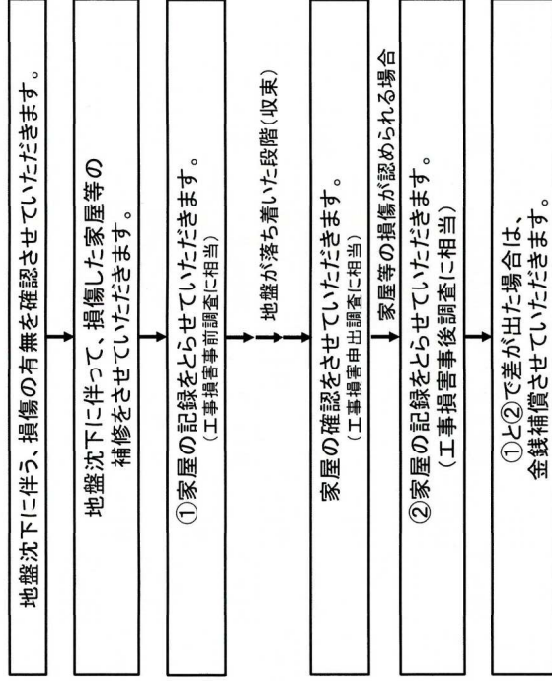 地盤沈下に伴う、損傷の有無を確認させていただきます。
地盤沈下に伴って、損傷した家屋等の
補修をさせていただきます。
①家屋の記録をとらせていただきます。
(工事損害事前調査に相当)
地盤が落ち着いた段階(収束)
家屋の確認をさせていただきます。
(工事損害申出調査に相当)
家屋等の損傷が認められる場合
②家屋の記録をとらせていただきます。
(工事損害事後調査に相当)
①と②で差が出た場合は、
金銭補償させていただきます。